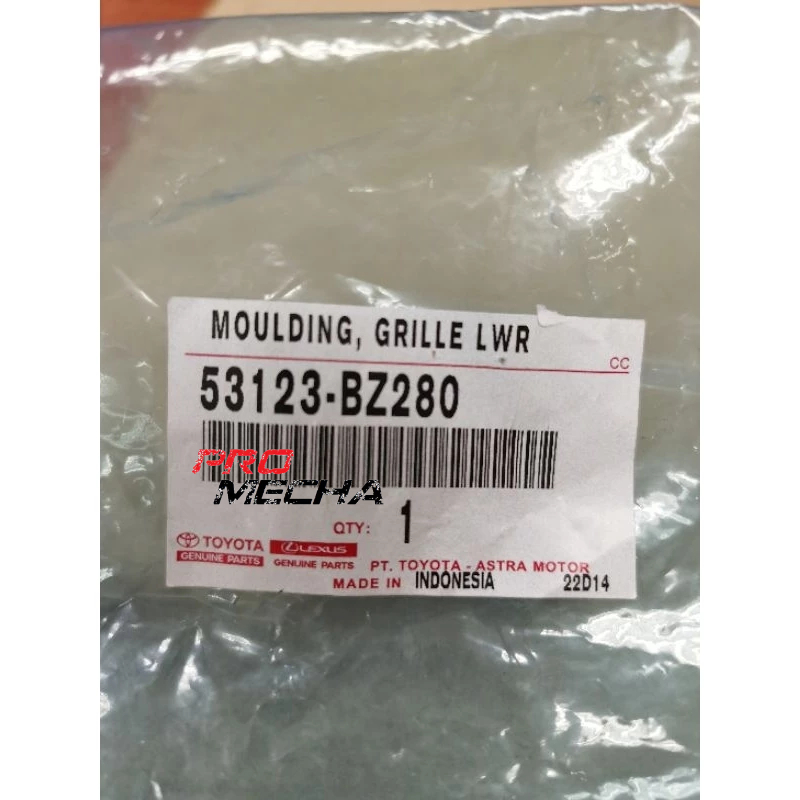 MOULDING, GRILLE LWR
CC
53123-BZ280
PRO
MECHA
QTY: 1
TOYOTA
GENUINE PARTS
LEXUS
GENUINE PARTS
PT. TOYOTA - ASTRA MOTOR
MADE IN INDONESIA 22D14